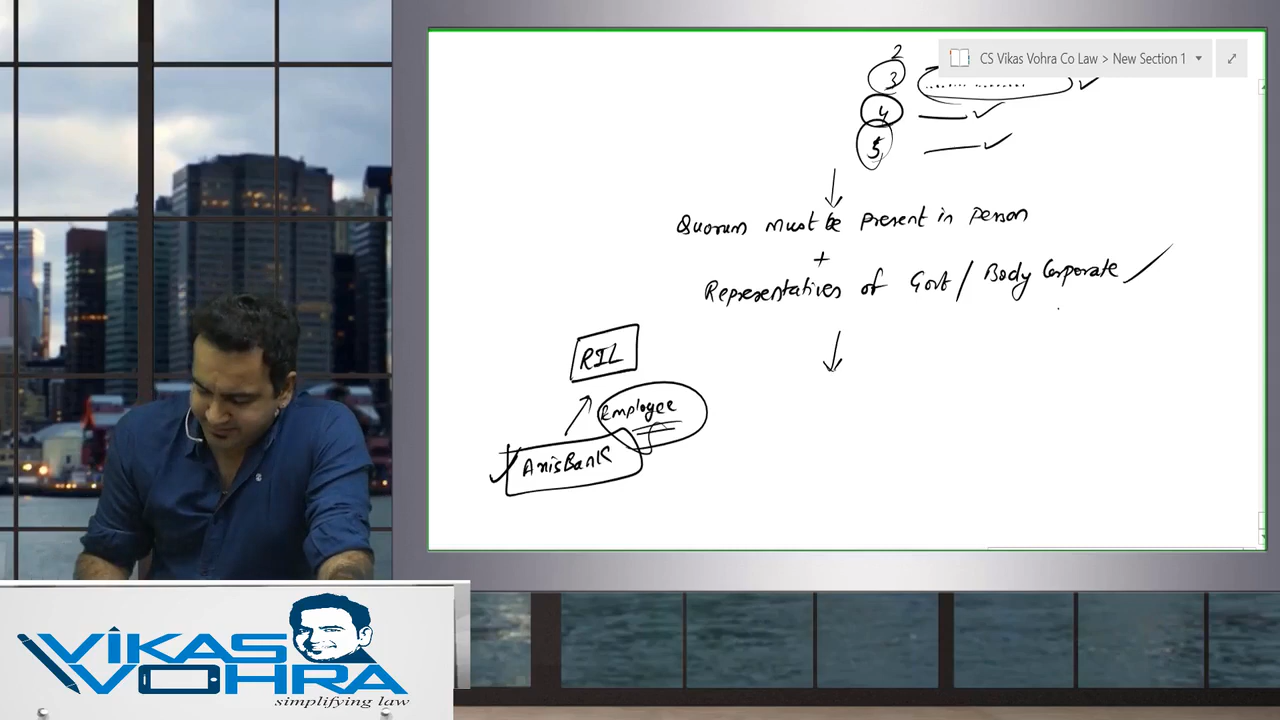 CS Vikas Vohra Co Law > New Section 1
2
3
4
5
Quorum must be present in person
+
Representatives of Govt / Body Corporate
RIL
Employee
AxisBank
VIKAS
VOHRA
simplifying law